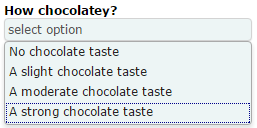 How chocolatey?
select option
No chocolate taste
A slight chocolate taste
A moderate chocolate taste
A strong chocolate taste